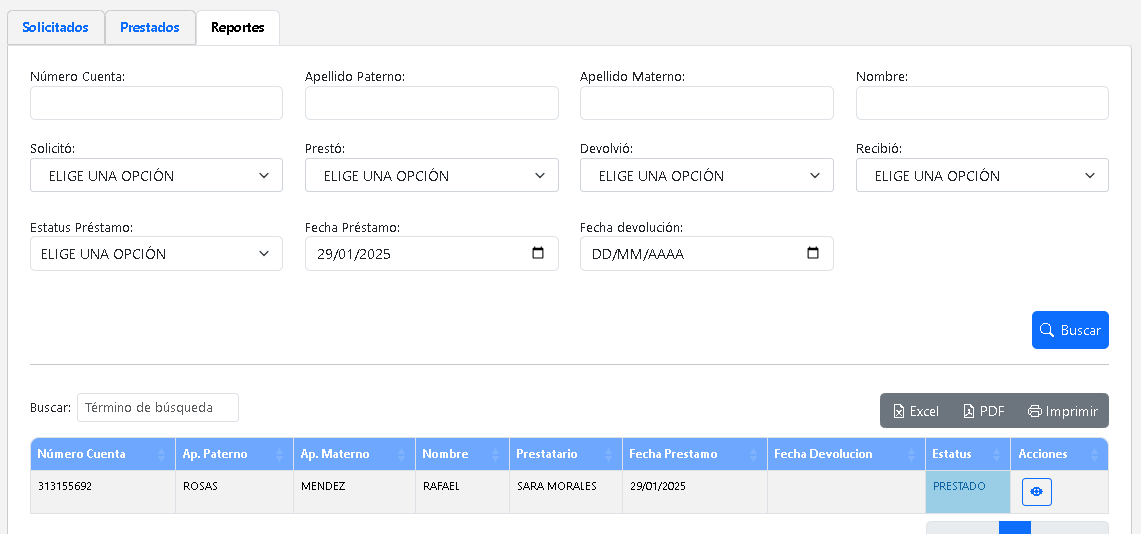 Solicitados Prestados Reportes
Número Cuenta: Apellido Paterno: Apellido Materno: Nombre:
Solicitó: Prestó: Devolvió: Recibió:
ELIGE UNA OPCIÓN ELIGE UNA OPCIÓN ELIGE UNA OPCIÓN ELIGE UNA OPCIÓN
Estatus Préstamo: Fecha Préstamo: Fecha devolución:
ELIGE UNA OPCIÓN 29/01/2025 DD/MM/AAAA
Buscar
Buscar: Término de búsqueda Excel PDF Imprimir
Número Cuenta Ap. Paterno Ap. Materno Nombre Prestatario Fecha Prestamo Fecha Devolucion Estatus Acciones
313155692 ROSAS MENDEZ RAFAEL SARA MORALES 29/01/2025 PRESTADO